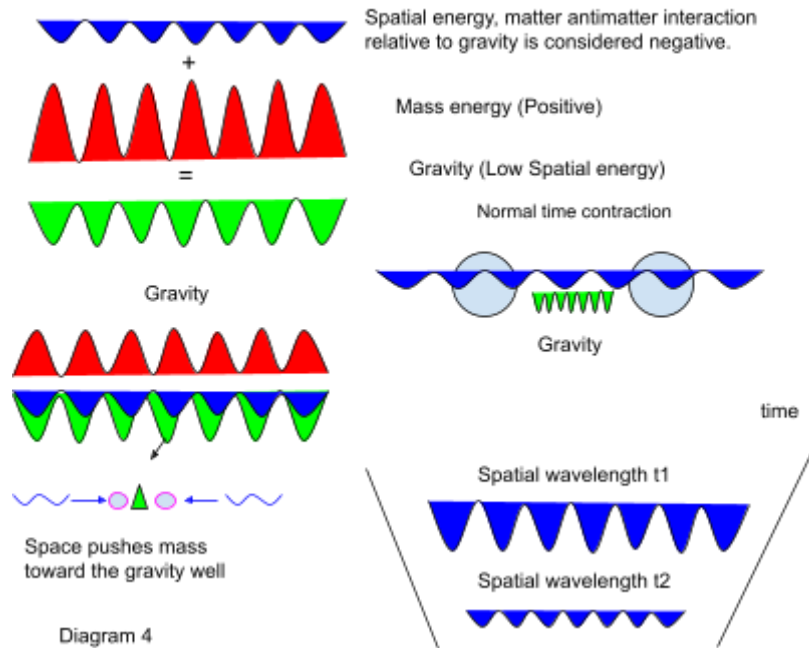 Spatial energy, matter antimatter interaction
relative to gravity is considered negative.
+
Mass energy (Positive)
=
Gravity (Low Spatial energy)
Normal time contraction
Gravity
Gravity
time
Spatial wavelength t1
Space pushes mass
toward the gravity well
Spatial wavelength t2
Diagram 4